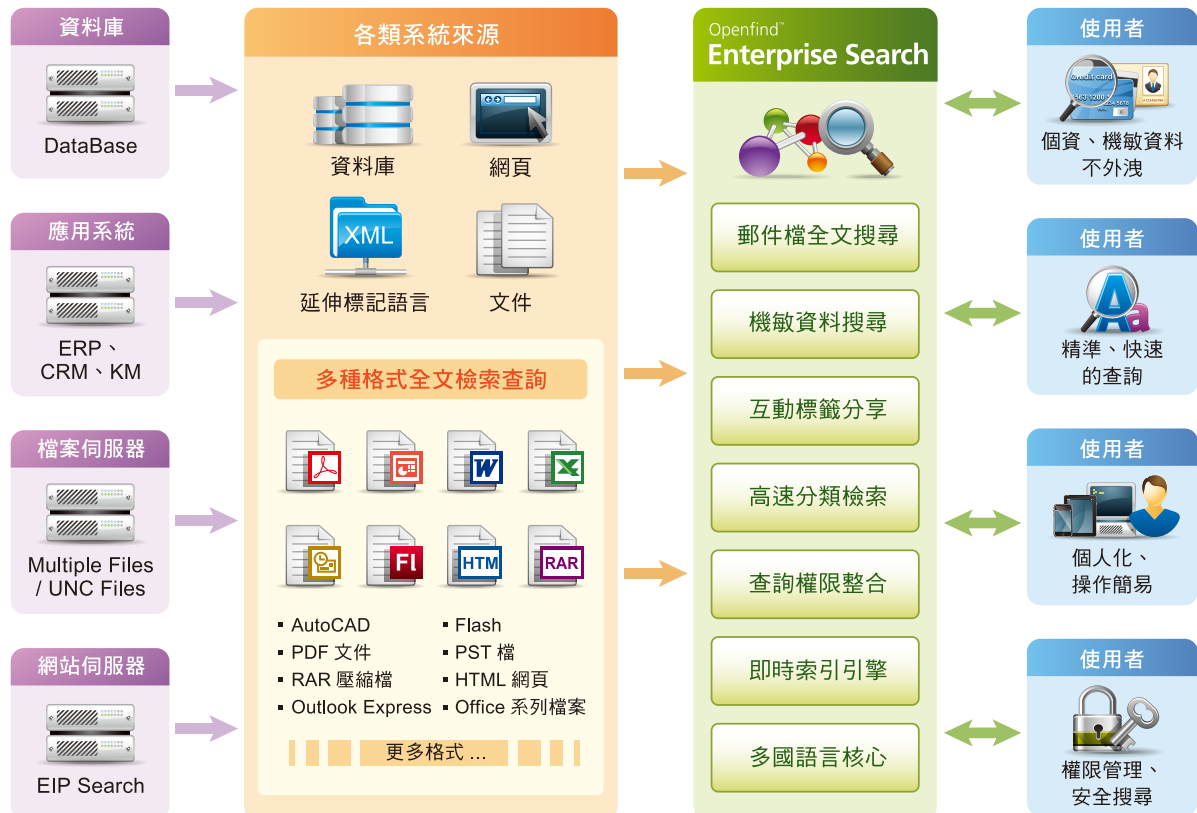 資料庫
DataBase
應用系統
ERP、
CRM、KM
檔案伺服器
Multiple Files
/ UNC Files
網站伺服器
EIP Search
各類系統來源
資料庫
網頁
XML
延伸標記語言
文件
多種格式全文檢索查詢
W
X
Fl
HTM
RAR
▪ AutoCAD
▪ PDF 文件
▪ RAR 壓縮檔
▪ Outlook Express
▪ Flash
▪ PST 檔
▪ HTML 網頁
▪ Office 系列檔案
更多格式 ...
Openfind™
Enterprise Search
郵件檔全文搜尋
機敏資料搜尋
互動標籤分享
高速分類檢索
查詢權限整合
即時索引引擎
多國語言核心
使用者
Credit card
個資、機敏資料
不外洩
使用者
A
a
精準、快速
的查詢
使用者
個人化、
操作簡易
使用者
權限管理、
安全搜尋